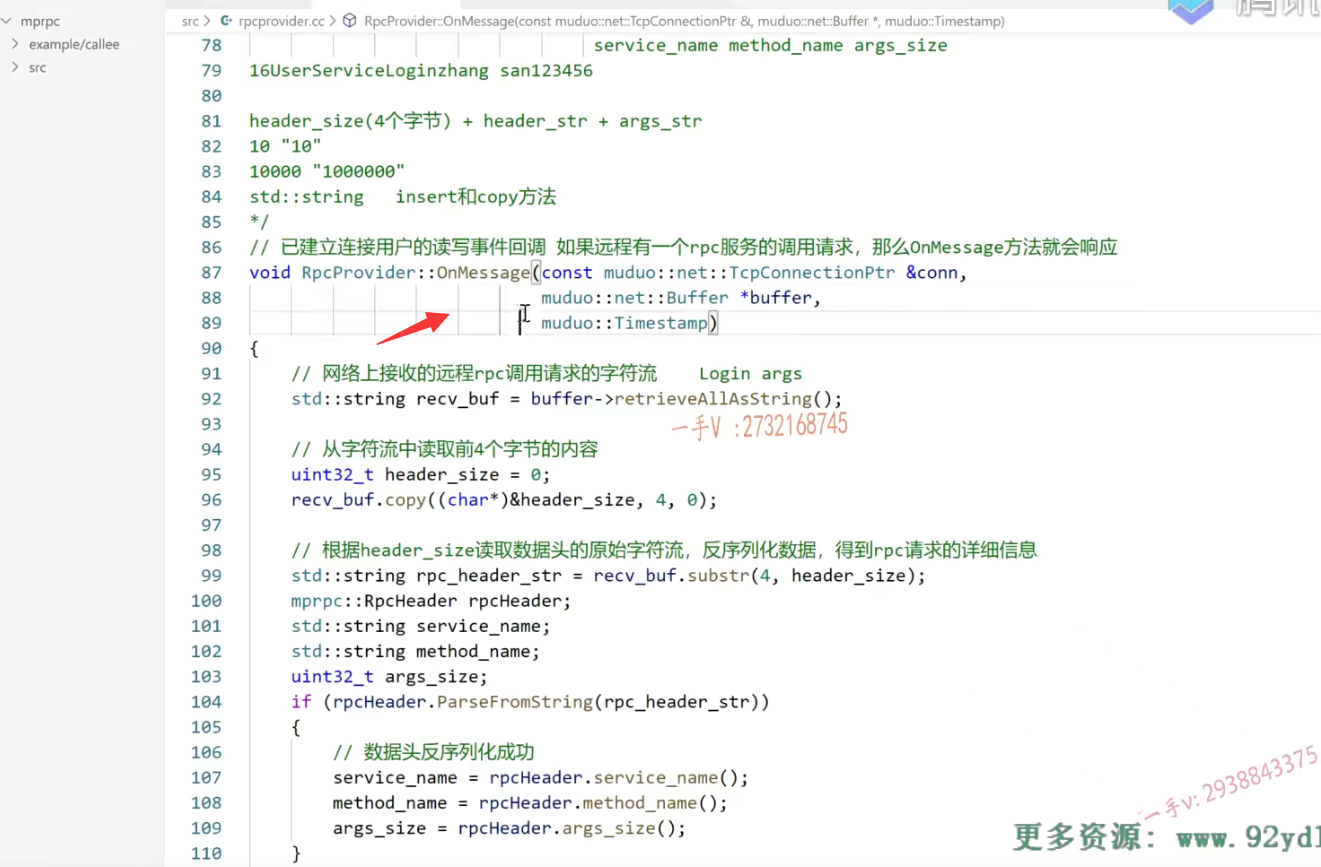 mprpc
example/callee
src
src > rpcprovider.cc > RpcProvider::OnMessage(const muduo::net::TcpConnectionPtr &, muduo::net::Buffer *, muduo::Timestamp)
腾讯
78 service_name method_name args_size
79 16UserServiceLoginzhang san123456
80
81 header_size(4个字节) + header_str + args_str
82 10 "10"
83 10000 "1000000"
84 std::string insert和copy方法
85 */
86 // 已建立连接用户的读写事件回调 如果远程有一个rpc服务的调用请求，那么OnMessage方法就会响应
87 void RpcProvider::OnMessage(const muduo::net::TcpConnectionPtr &conn,
88 muduo::net::Buffer *buffer,
89 muduo::Timestamp)
90 {
91 // 网络上接收的远程rpc调用请求的字符流 Login args
92 std::string recv_buf = buffer->retrieveAllAsString();
一手V :2732168745
93
94 // 从字符流中读取前4个字节的内容
95 uint32_t header_size = 0;
96 recv_buf.copy((char*)&header_size, 4, 0);
97
98 // 根据header_size读取数据头的原始字符流，反序列化数据，得到rpc请求的详细信息
99 std::string rpc_header_str = recv_buf.substr(4, header_size);
100 mprpc::RpcHeader rpcHeader;
101 std::string service_name;
102 std::string method_name;
103 uint32_t args_size;
104 if (rpcHeader.ParseFromString(rpc_header_str))
105 {
106 // 数据头反序列化成功
107 service_name = rpcHeader.service_name();
108 method_name = rpcHeader.method_name();
109 args_size = rpcHeader.args_size();
110 }
一手v:2938843375
更多资源：www.92yd